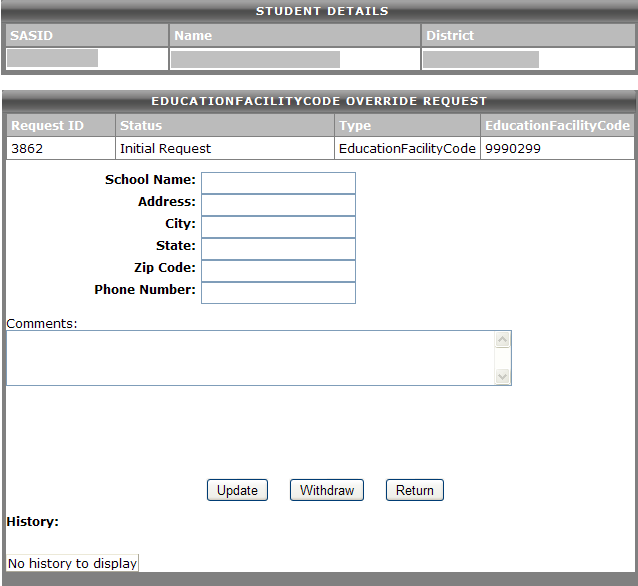 STUDENT DETAILS
SASID Name District
EDUCATIONFACILITYCODE OVERRIDE REQUEST
Request ID Status Type EducationFacilityCode
3862 Initial Request EducationFacilityCode 9990299
School Name:
Address:
City:
State:
Zip Code:
Phone Number:
Comments:
Update Withdraw Return
History:
No history to display